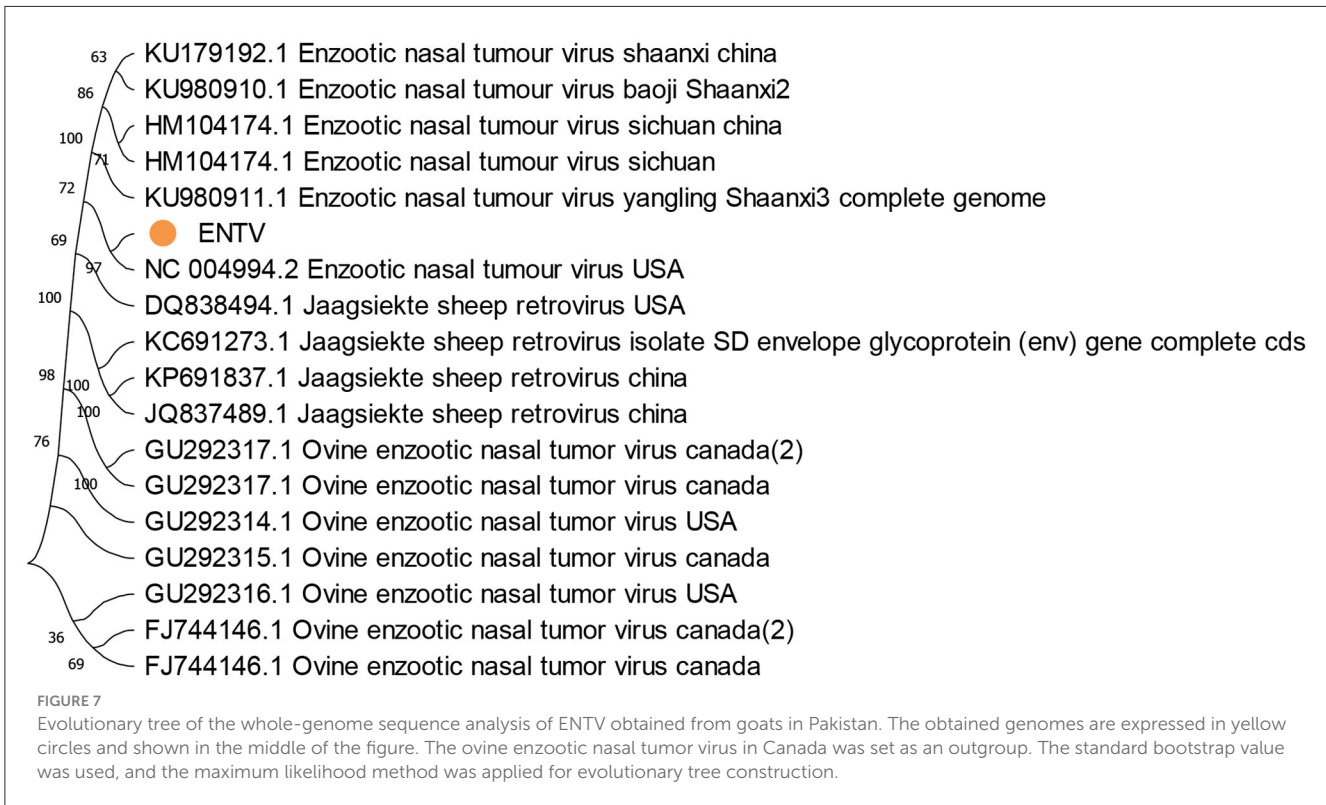 63
KU179192.1 Enzootic nasal tumour virus shaanxi china
KU980910.1 Enzootic nasal tumour virus baoji Shaanxi2
86
HM104174.1 Enzootic nasal tumour virus sichuan china
100
HM104174.1 Enzootic nasal tumour virus sichuan
71
72
KU980911.1 Enzootic nasal tumour virus yangling Shaanxi3 complete genome
ENTV
69
97
NC 004994.2 Enzootic nasal tumour virus USA
100
DQ838494.1 Jaagsiekte sheep retrovirus USA
KC691273.1 Jaagsiekte sheep retrovirus isolate SD envelope glycoprotein (env) gene complete cds
98
100
KP691837.1 Jaagsiekte sheep retrovirus china
100
JQ837489.1 Jaagsiekte sheep retrovirus china
76
GU292317.1 Ovine enzootic nasal tumor virus canada(2)
100
GU292317.1 Ovine enzootic nasal tumor virus canada
GU292314.1 Ovine enzootic nasal tumor virus USA
GU292315.1 Ovine enzootic nasal tumor virus canada
GU292316.1 Ovine enzootic nasal tumor virus USA
36
FJ744146.1 Ovine enzootic nasal tumor virus canada(2)
69
FJ744146.1 Ovine enzootic nasal tumor virus canada
FIGURE 7
Evolutionary tree of the whole-genome sequence analysis of ENTV obtained from goats in Pakistan. The obtained genomes are expressed in yellow
circles and shown in the middle of the figure. The ovine enzootic nasal tumor virus in Canada was set as an outgroup. The standard bootstrap value
was used, and the maximum likelihood method was applied for evolutionary tree construction.